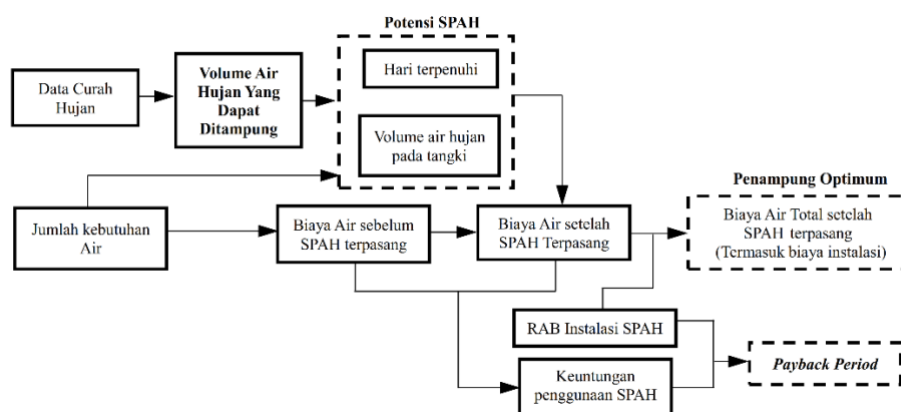 Potensi SPAH
Hari terpenuhi
Data Curah
Hujan
Volume Air
Hujan Yang
Dapat
Ditampung
Volume air hujan
pada tangki
Penampung Optimum
Jumlah kebutuhan
Air
Biaya Air sebelum
SPAH terpasang
Biaya Air setelah
SPAH Terpasang
Biaya Air Total setelah
SPAH terpasang
(Termasuk biaya instalasi)
RAB Instalasi SPAH
Keuntungan
penggunaan SPAH
Payback Period